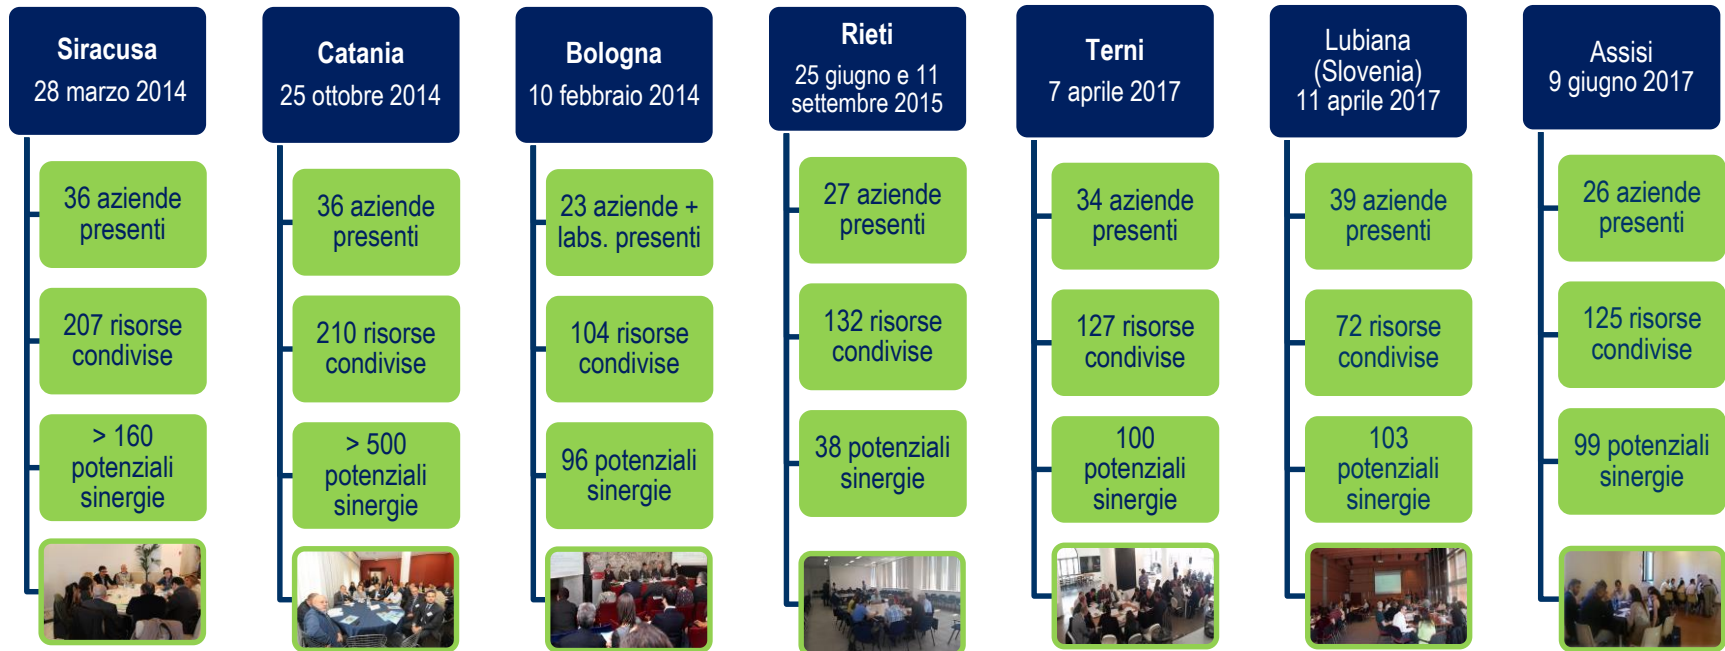 Siracusa
28 marzo 2014
36 aziende
presenti
207 risorse
condivise
> 160
potenziali
sinergie
Catania
25 ottobre 2014
36 aziende
presenti
210 risorse
condivise
> 500
potenziali
sinergie
Bologna
10 febbraio 2014
23 aziende +
labs. presenti
104 risorse
condivise
96 potenziali
sinergie
Rieti
25 giugno e 11
settembre 2015
27 aziende
presenti
132 risorse
condivise
38 potenziali
sinergie
Terni
7 aprile 2017
34 aziende
presenti
127 risorse
condivise
100
potenziali
sinergie
Lubiana
(Slovenia)
11 aprile 2017
39 aziende
presenti
72 risorse
condivise
103
potenziali
sinergie
Assisi
9 giugno 2017
26 aziende
presenti
125 risorse
condivise
99 potenziali
sinergie